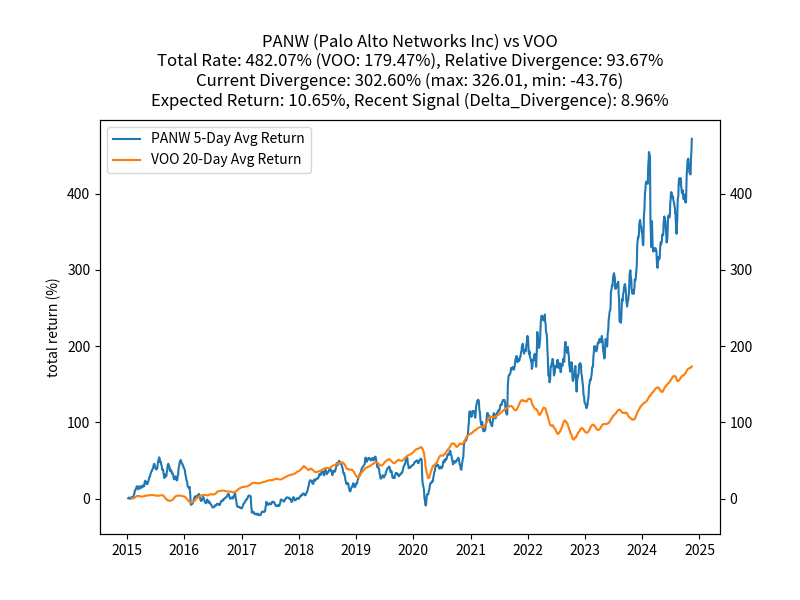 PANW (Palo Alto Networks Inc) vs VOO
Total Rate: 482.07% (VOO: 179.47%), Relative Divergence: 93.67%
Current Divergence: 302.60% (max: 326.01, min: -43.76)
Expected Return: 10.65%, Recent Signal (Delta_Divergence): 8.96%
PANW 5-Day Avg Return
VOO 20-Day Avg Return
total return (%)
400
300
200
100
0
400
300
200
100
0
2015 2016 2017 2018 2019 2020 2021 2022 2023 2024 2025